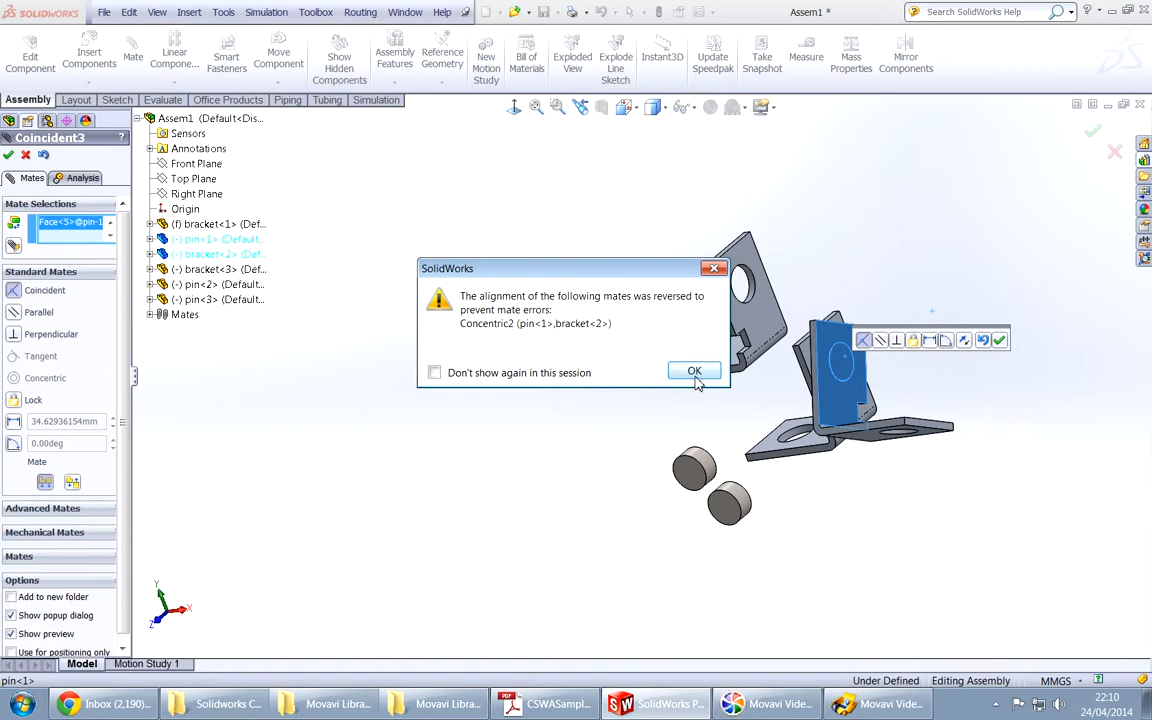 SOLIDWORKS File Edit View Insert Tools Simulation Toolbox Routing Window Help Assem1 * Search SolidWorks Help
Edit Component
Insert Components
Mate
Linear Compone...
Smart Fasteners
Move Component
Show Hidden Components
Assembly Features
Reference Geometry
New Motion Study
Bill of Materials
Exploded View
Explode Line Sketch
Instant3D
Update Speedpak
Take Snapshot
Measure
Mass Properties
Mirror Components
Assembly Layout Sketch Evaluate Office Products Piping Tubing Simulation
Coincident3 ?
Mates Analysis
Mate Selections
Face<5>@pin-1
Standard Mates
Coincident
Parallel
Perpendicular
Tangent
Concentric
Lock
34.62936154mm
0.00deg
Mate
Advanced Mates
Mechanical Mates
Mates
Options
Add to new folder
Show popup dialog
Show preview
Use for positioning only
Assem1 (Default<Dis...
Sensors
Annotations
Front Plane
Top Plane
Right Plane
Origin
(f) bracket<1> (Def...
(-) pin<1> (Default...
(-) bracket<2> (Def...
(-) bracket<3> (Def...
(-) pin<2> (Default...
(-) pin<3> (Default...
Mates
SolidWorks
The alignment of the following mates was reversed to
prevent mate errors:
Concentric2 (pin<1>,bracket<2>)
Don't show again in this session
OK
Y
X
Z
Model Motion Study 1
pin<1> Under Defined Editing Assembly MMGS
Inbox (2,190)... Solidworks C... Movavi Libra... Movavi Libra... CSWASampl... SolidWorks P... Movavi Vide... Movavi Vide... 22:10
24/04/2014